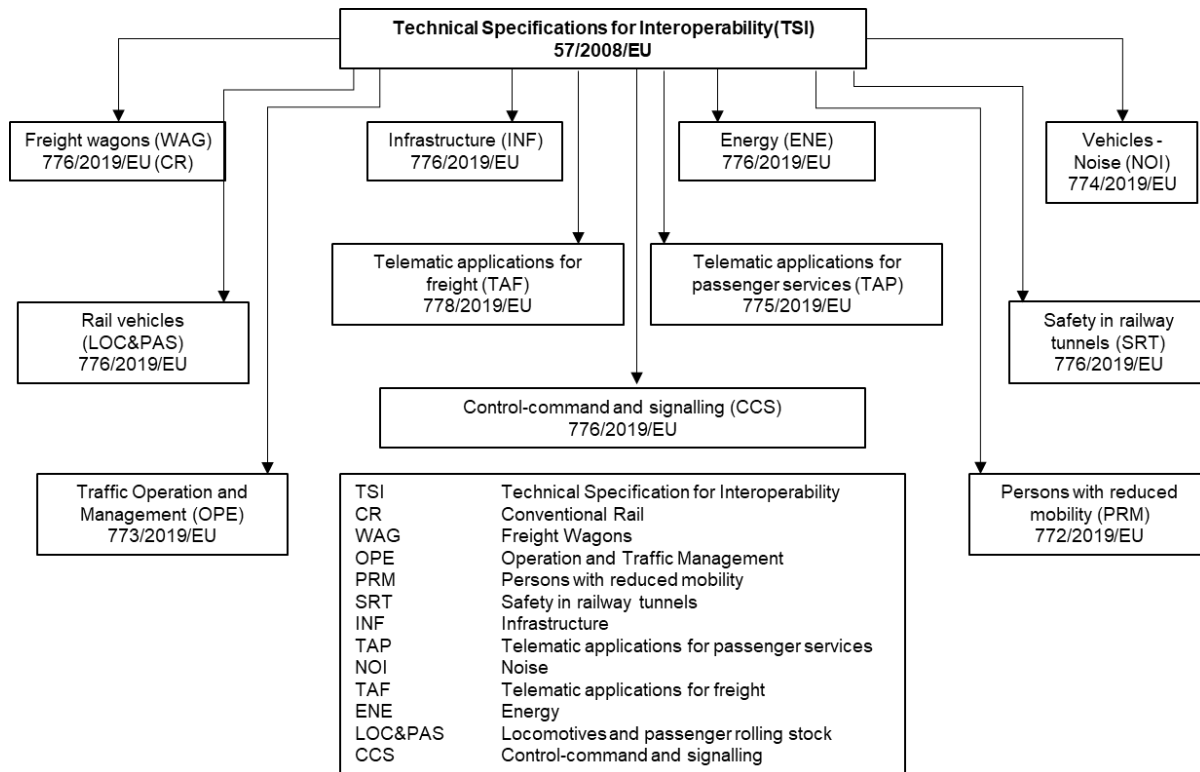 Technical Specifications for Interoperability(TSI)
57/2008/EU
Freight wagons (WAG)
776/2019/EU (CR)
Infrastructure (INF)
776/2019/EU
Energy (ENE)
776/2019/EU
Vehicles -
Noise (NOI)
774/2019/EU
Telematic applications for
freight (TAF)
778/2019/EU
Telematic applications for
passenger services (TAP)
775/2019/EU
Rail vehicles
(LOC&PAS)
776/2019/EU
Safety in railway
tunnels (SRT)
776/2019/EU
Control-command and signalling (CCS)
776/2019/EU
Traffic Operation and
Management (OPE)
773/2019/EU
Persons with reduced
mobility (PRM)
772/2019/EU
TSI Technical Specification for Interoperability
CR Conventional Rail
WAG Freight Wagons
OPE Operation and Traffic Management
PRM Persons with reduced mobility
SRT Safety in railway tunnels
INF Infrastructure
TAP Telematic applications for passenger services
NOI Noise
TAF Telematic applications for freight
ENE Energy
LOC&PAS Locomotives and passenger rolling stock
CCS Control-command and signalling